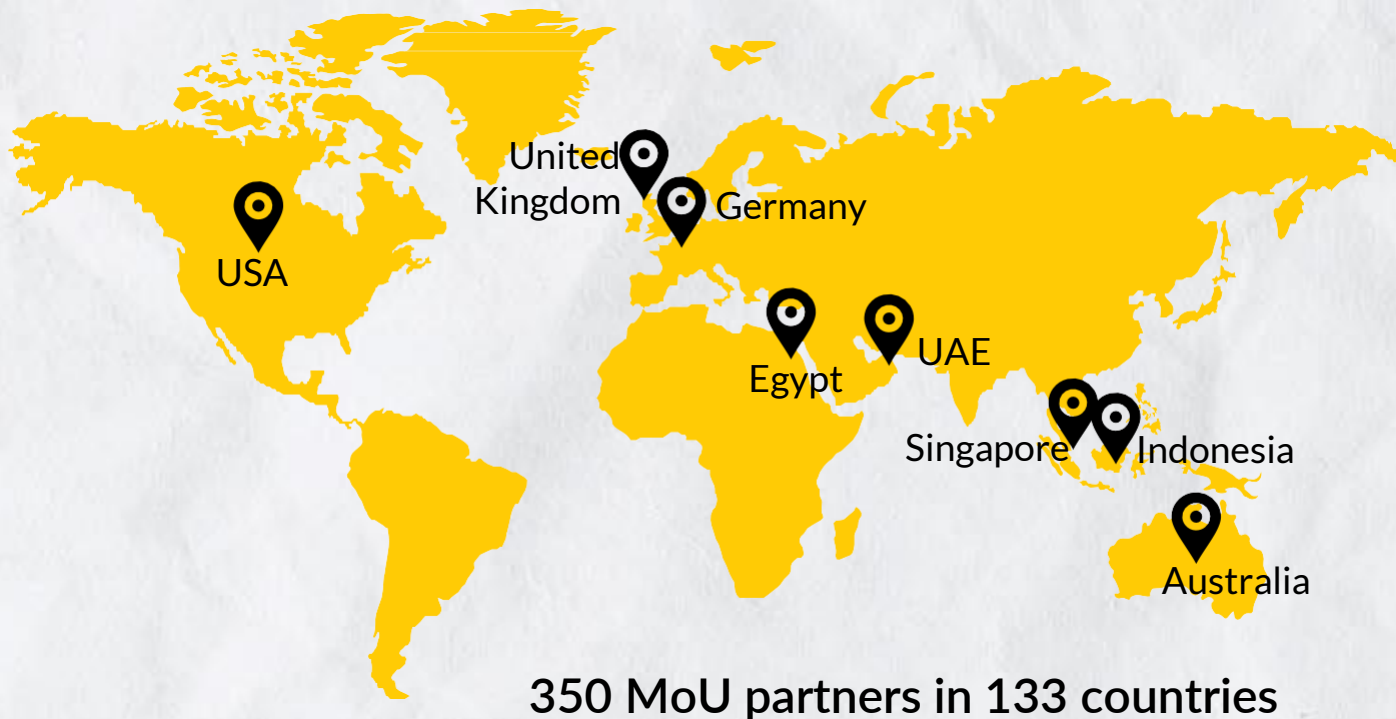 United
Kingdom
Germany
USA
Egypt
UAE
Singapore
Indonesia
Australia
350 MoU partners in 133 countries